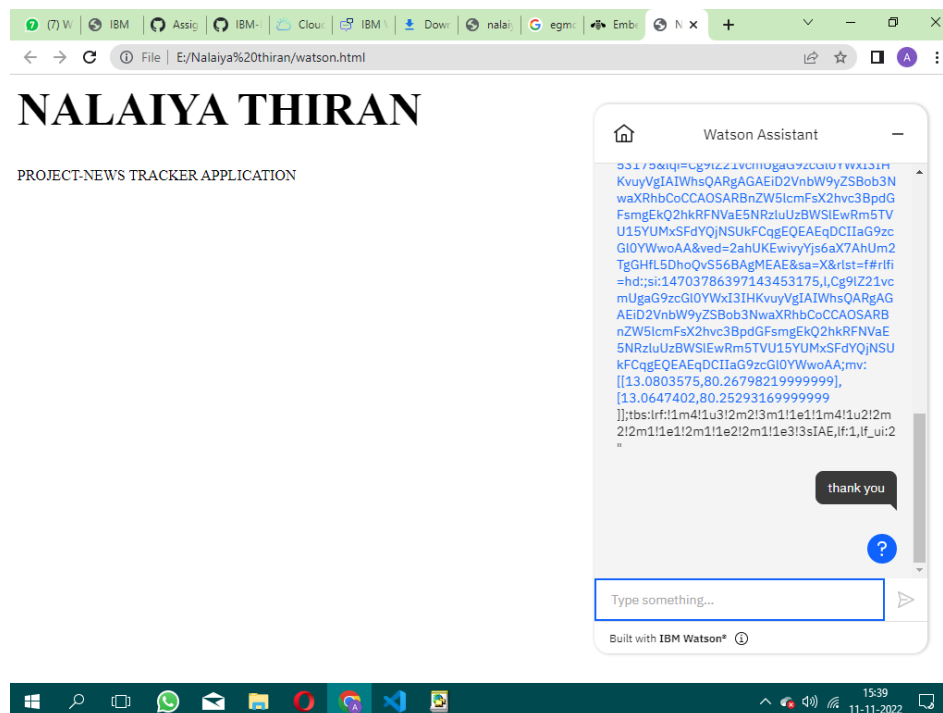 (7) W
IBM
Assig
IBM-
Clou
IBM
Dow
nalai
egmo
Embe
N
File
E:/Nalaiya%20thiran/watson.html
A
NALAIYA THIRAN
PROJECT-NEWS TRACKER APPLICATION
Watson Assistant
KvuyVgIAIWhsQARgAGAEiD2VnbW9yZSBob3N
waXRhbCoCCAOSARBnZW5lcmFsX2hvc3BpdG
FsmgEkQ2hkRFNVaE5NRzluUzBWSlEwRm5TV
U15YUMxSFdYQjNSUkFCqgEQEAEqDCIIaG9zc
Gl0YWwoAA&ved=2ahUKEwivyYjs6aX7AhUm2
TgGHfL5DhoQvS56BAgMEAE&sa=X&rlst=f#rlfi
=hd:;si:14703786397143453175,l,Cg9lZ21vc
mUgaG9zcGl0YWxI3IHKvuyVgIAIWhsQARgAG
AEiD2VnbW9yZSBob3NwaXRhbCoCCAOSARB
nZW5lcmFsX2hvc3BpdGFsmgEkQ2hkRFNVaE
5NRzluUzBWSlEwRm5TVU15YUMxSFdYQjNSU
kFCqgEQEAEqDCIIaG9zcGl0YWwoAA;mv:
[[13.0803575,80.26798219999999],
[13.0647402,80.25293169999999
]];tbs:lrf:!1m4!1u3!2m2!3m1!1e1!1m4!1u2!2m
2!2m1!1e1!2m1!1e2!2m1!1e3!3sIAE,lf:1,lf_ui:2
"
thank you
?
Type something...
Built with IBM Watson®
15:39
11-11-2022